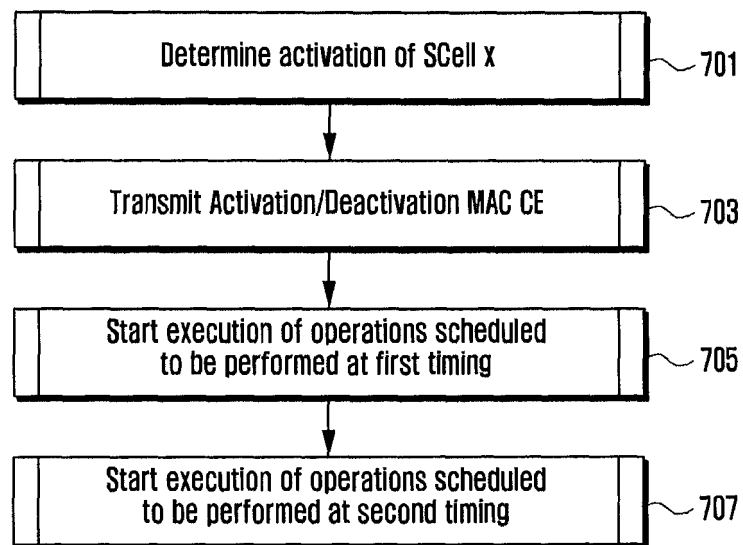 Determine activation of SCell x
701
Transmit Activation/Deactivation MAC CE
703
Start execution of operations scheduled
to be performed at first timing
705
Start execution of operations scheduled
to be performed at second timing
707